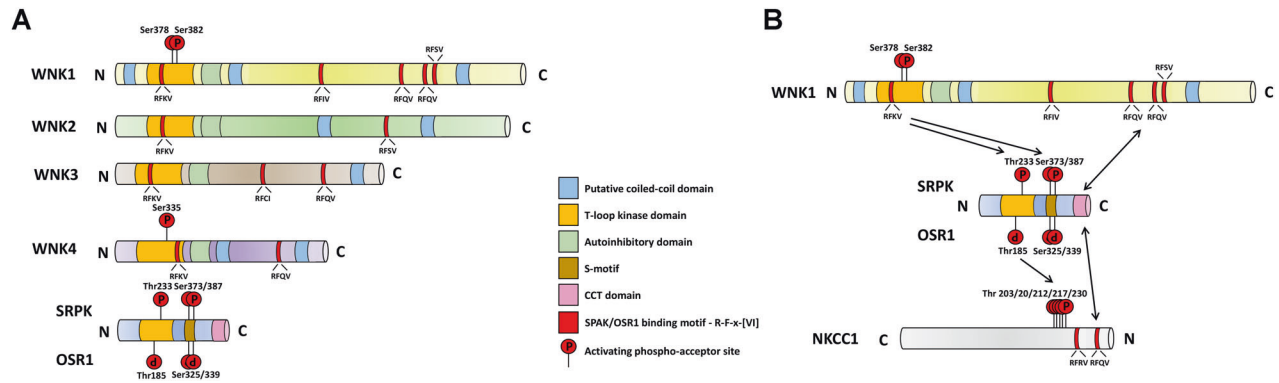 A
Ser378 Ser382
P
RFSV
WNK1 N C
RFKV RFIV RFQV RFQV
WNK2 N C
RFKV RFSV
WNK3 N C
RFKV RFCI RFQV
Ser335
P
WNK4 N C
RFKV RFQV
Thr233 Ser373/387
P P
SRPK
N C
OSR1
P P
Thr185 Ser325/339
Putative coiled-coil domain
T-loop kinase domain
Autoinhibitory domain
S-motif
CCT domain
SPAK/OSR1 binding motif - R-F-x-[VI]
P Activating phospho-acceptor site
B
Ser378 Ser382
P
RFSV
WNK1 N C
RFKV RFIV RFQV RFQV
Thr233 Ser373/387
P P
SRPK
N C
OSR1
P P
Thr185 Ser325/339
Thr 203/20/212/217/230
P
NKCC1 C N
RFRV RFQV